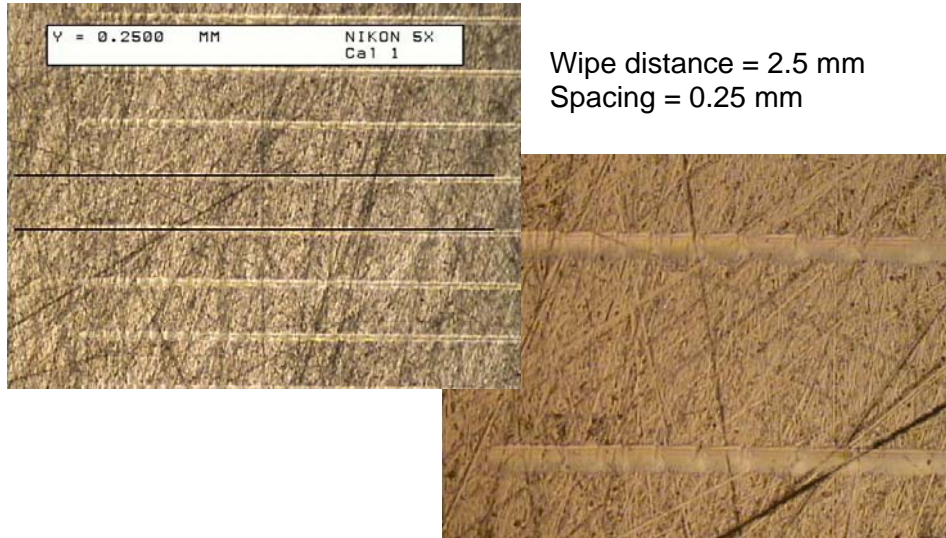 Y = 0.2500 MM NIKON 5X
Cal 1
Wipe distance = 2.5 mm
Spacing = 0.25 mm